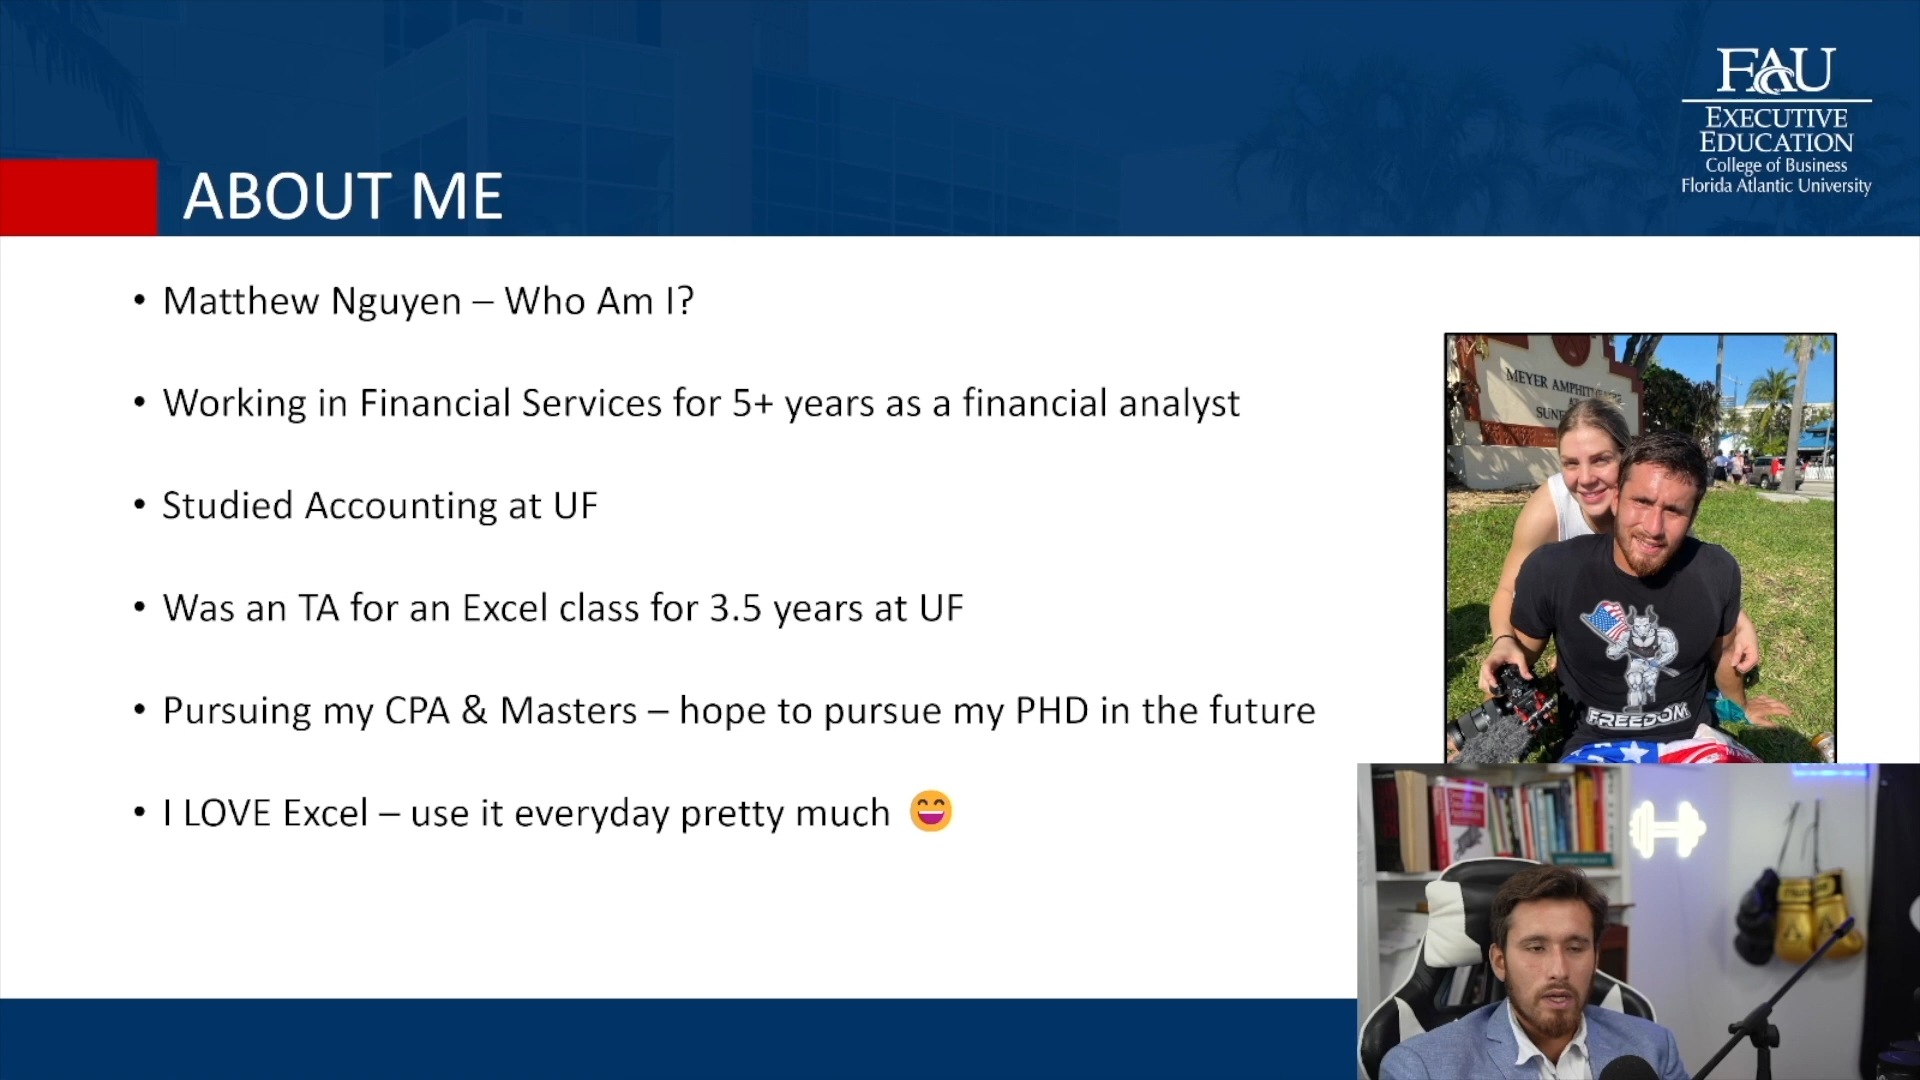 FAU
EXECUTIVE
EDUCATION
College of Business
Florida Atlantic University
ABOUT ME
• Matthew Nguyen – Who Am I?
• Working in Financial Services for 5+ years as a financial analyst
• Studied Accounting at UF
• Was an TA for an Excel class for 3.5 years at UF
• Pursuing my CPA & Masters – hope to pursue my PHD in the future
• I LOVE Excel – use it everyday pretty much 😄
MEYER
FREEDOM